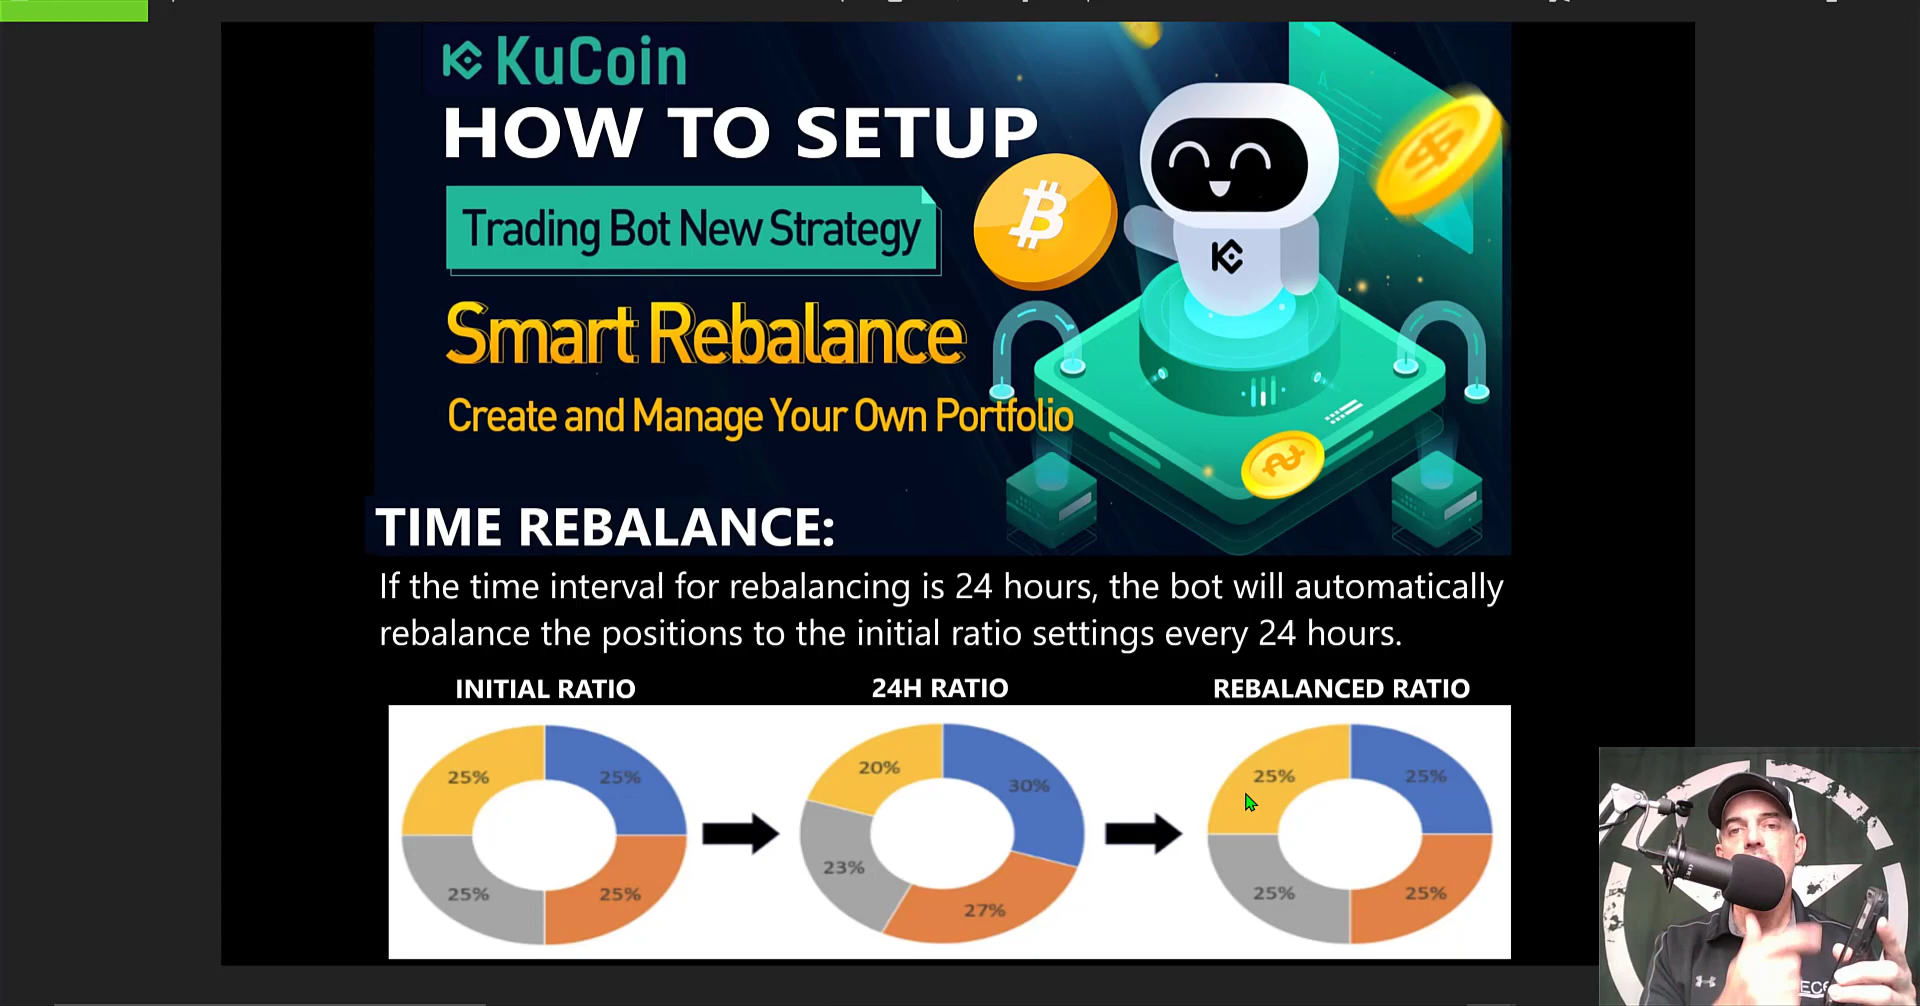 KuCoin
HOW TO SETUP
Trading Bot New Strategy
Smart Rebalance
Create and Manage Your Own Portfolio
TIME REBALANCE:
If the time interval for rebalancing is 24 hours, the bot will automatically
rebalance the positions to the initial ratio settings every 24 hours.
INITIAL RATIO
24H RATIO
REBALANCED RATIO
25%
25%
25%
25%
20%
30%
23%
27%
25%
25%
25%
25%